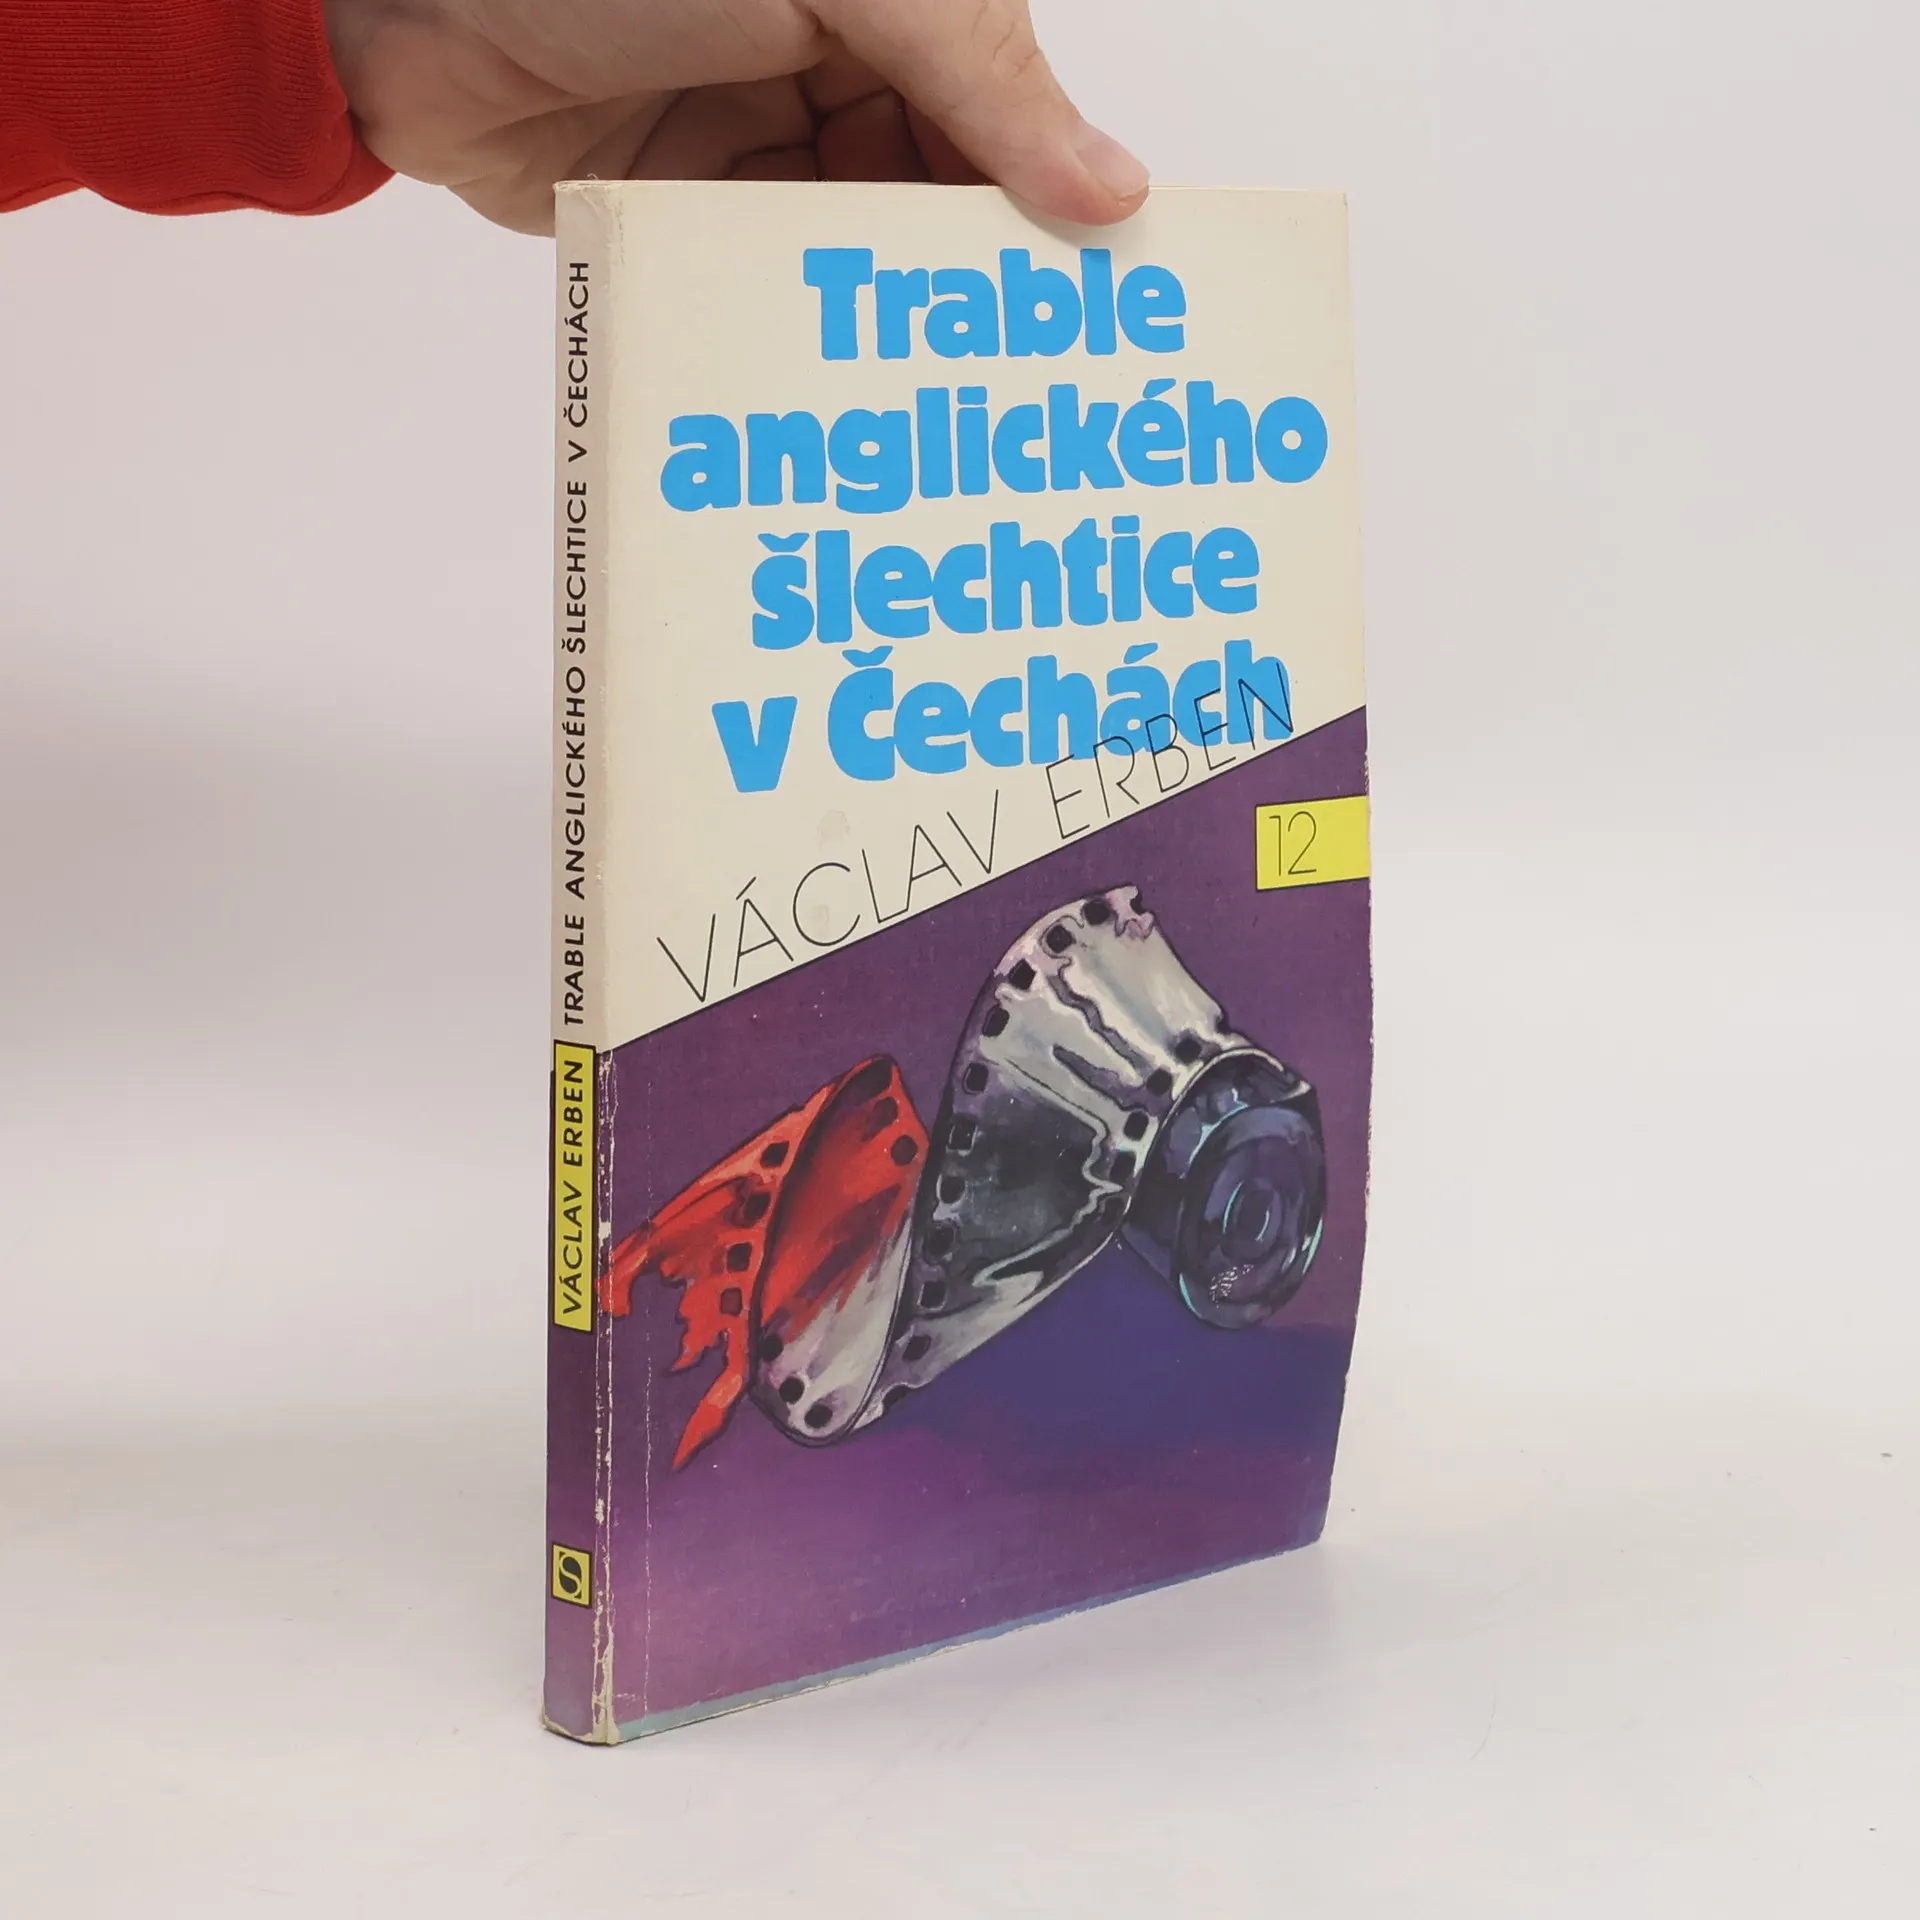 Trable
anglického
šlechtice
v Čechách
VÁCLAV ERBEN
12
VÁCLAV ERBEN TRABLE ANGLICKÉHO ŠLECHTICE V ČECHÁCH
S